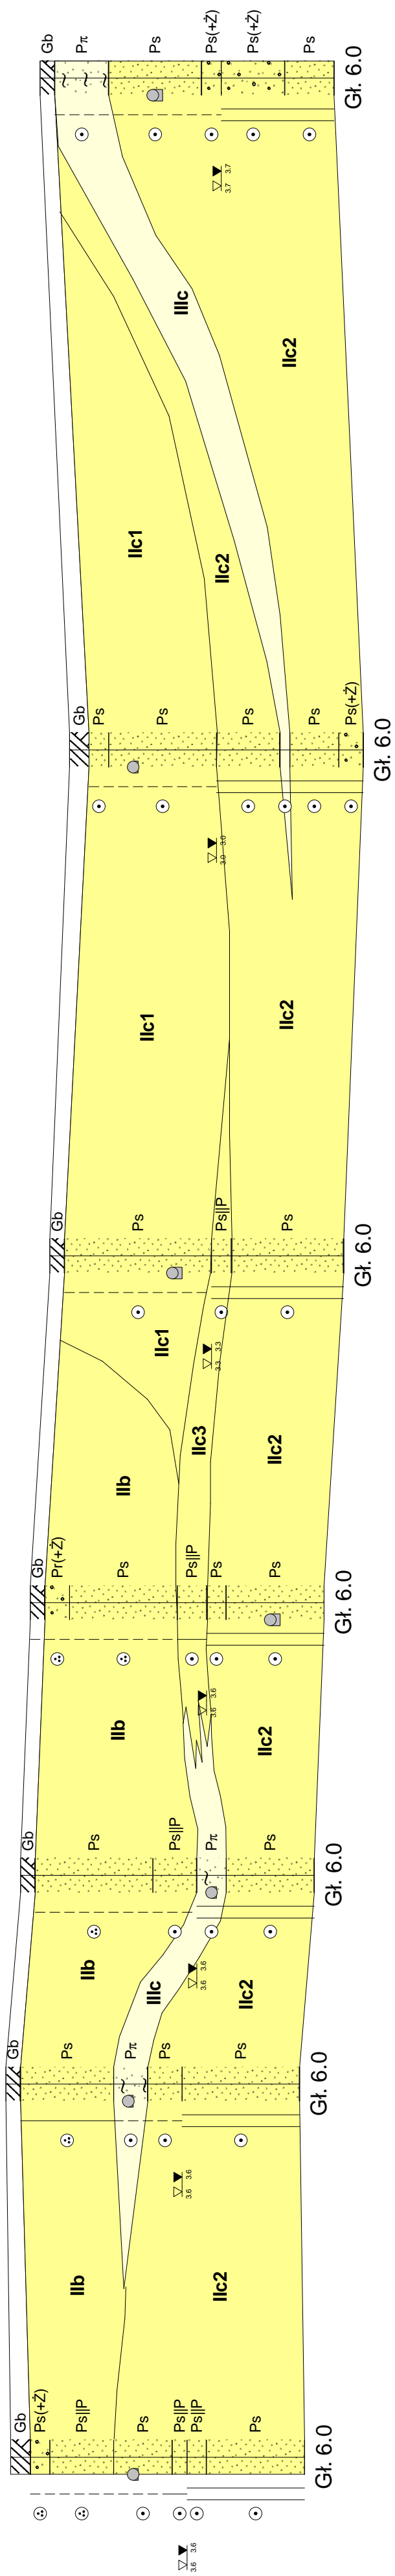 Gb
Ps(+Ż)
Ps||P
Ps
Ps||P
Ps||P
Ps
3.6 3.6
Gł. 6.0
IIb
IIc2
Gb
Ps
Pπ
Ps
Ps
3.6 3.6
Gł. 6.0
IIb
IIIc
IIc2
Gb
Ps
Ps||P
Pπ
Ps
3.6 3.6
Gł. 6.0
IIb
IIc2
Gb
Pr(+Ż)
Ps
Ps||P
Ps
Ps
3.6 3.6
Gł. 6.0
IIb
IIc1
IIc3
IIc2
Gb
Ps
Ps||P
Ps
3.3 3.3
Gł. 6.0
IIc1
IIc2
Gb
Ps
Ps
Ps
Ps
Ps(+Ż)
3.0 3.0
Gł. 6.0
IIc1
IIc2
IIIc
IIc2
Gb
Pπ
Ps
Ps(+Ż)
Ps(+Ż)
Ps
3.7 3.7
Gł. 6.0